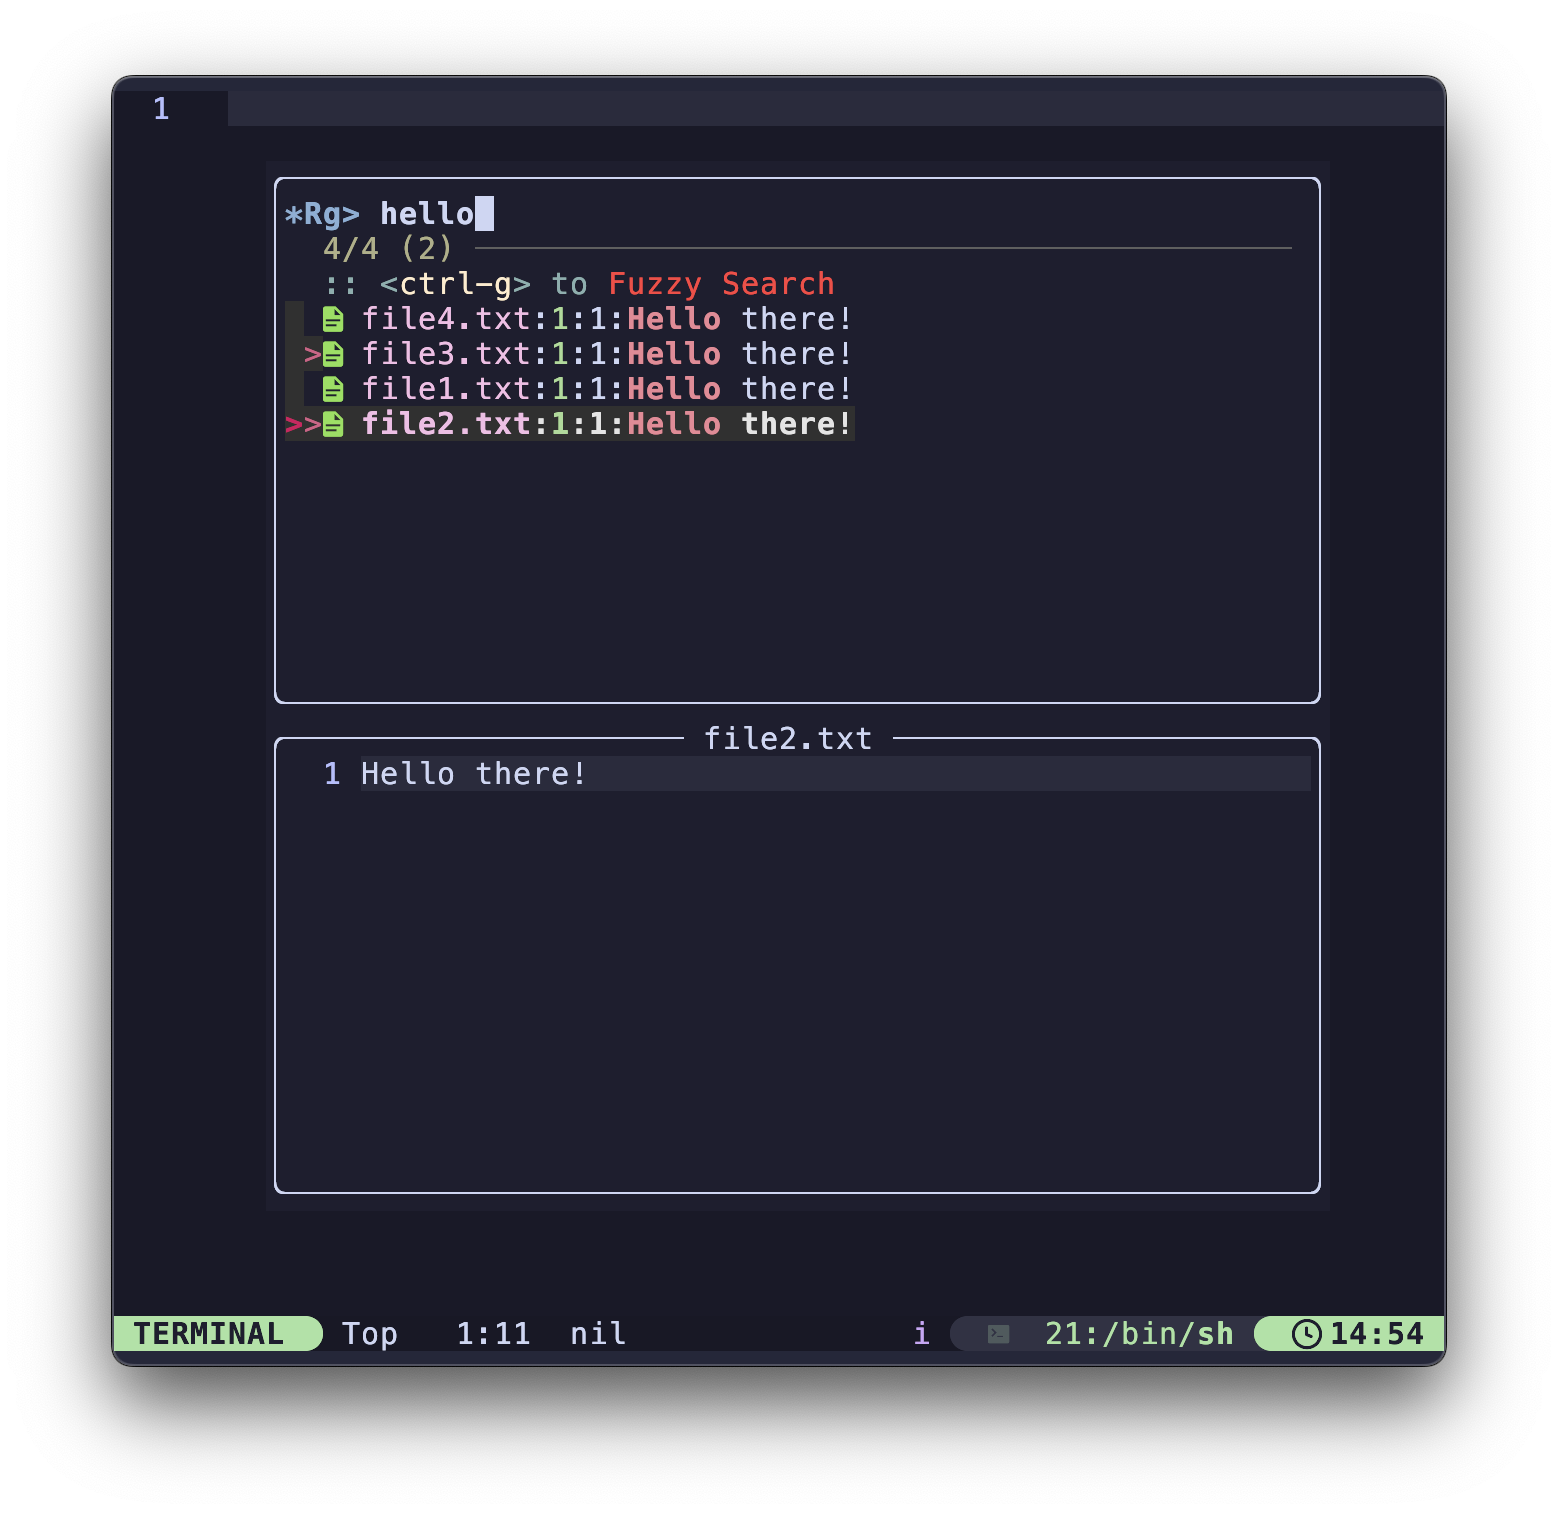 1
*Rg> hello
4/4 (2)
:: <ctrl-g> to Fuzzy Search
file4.txt:1:1:Hello there!
>file3.txt:1:1:Hello there!
file1.txt:1:1:Hello there!
>>file2.txt:1:1:Hello there!
file2.txt
1 Hello there!
TERMINAL Top 1:11 nil i 21:/bin/sh 14:54